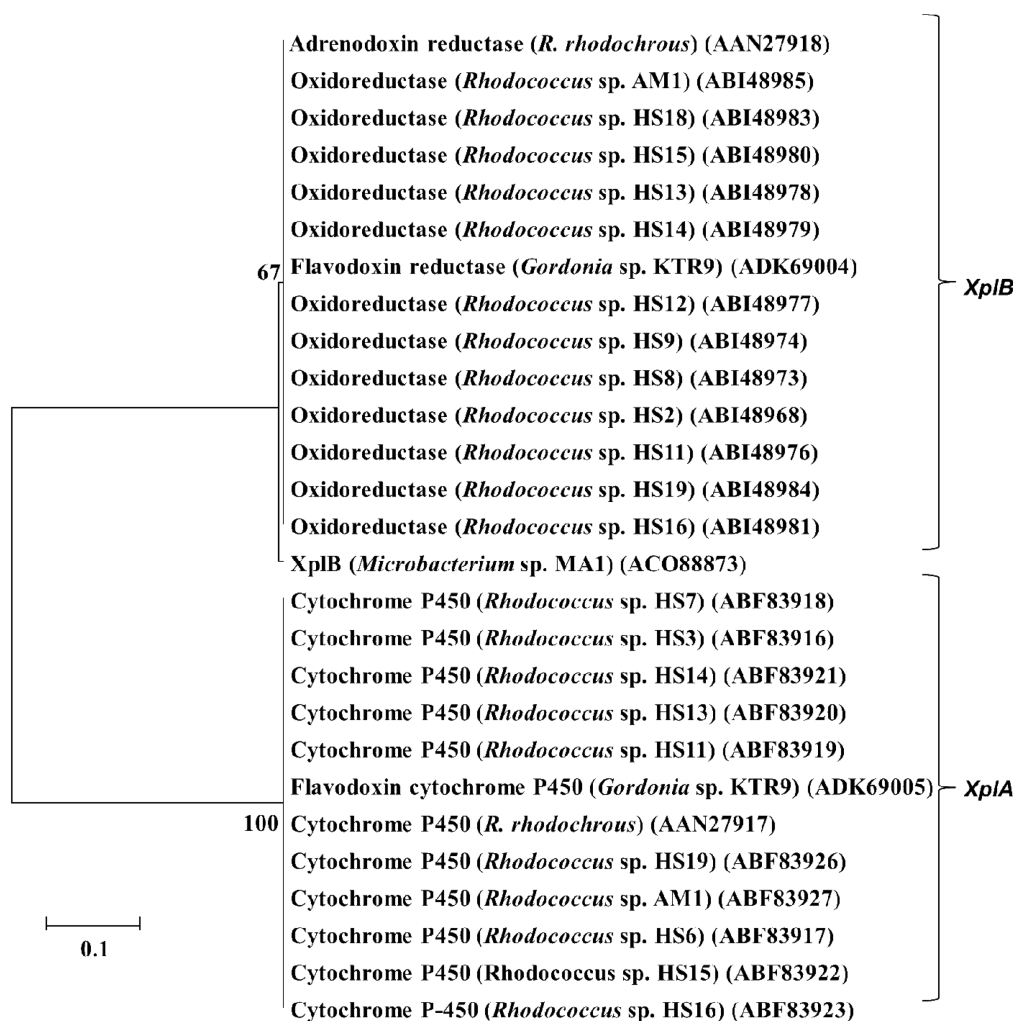 Adrenodoxin reductase (R. rhodochrous) (AAN27918)
Oxidoreductase (Rhodococcus sp. AM1) (ABI48985)
Oxidoreductase (Rhodococcus sp. HS18) (ABI48983)
Oxidoreductase (Rhodococcus sp. HS15) (ABI48980)
Oxidoreductase (Rhodococcus sp. HS13) (ABI48978)
Oxidoreductase (Rhodococcus sp. HS14) (ABI48979)
67
Flavodoxin reductase (Gordonia sp. KTR9) (ADK69004)
XplB
Oxidoreductase (Rhodococcus sp. HS12) (ABI48977)
Oxidoreductase (Rhodococcus sp. HS9) (ABI48974)
Oxidoreductase (Rhodococcus sp. HS8) (ABI48973)
Oxidoreductase (Rhodococcus sp. HS2) (ABI48968)
Oxidoreductase (Rhodococcus sp. HS11) (ABI48976)
Oxidoreductase (Rhodococcus sp. HS19) (ABI48984)
Oxidoreductase (Rhodococcus sp. HS16) (ABI48981)
XplB (Microbacterium sp. MA1) (ACO88873)
Cytochrome P450 (Rhodococcus sp. HS7) (ABF83918)
Cytochrome P450 (Rhodococcus sp. HS3) (ABF83916)
Cytochrome P450 (Rhodococcus sp. HS14) (ABF83921)
Cytochrome P450 (Rhodococcus sp. HS13) (ABF83920)
Cytochrome P450 (Rhodococcus sp. HS11) (ABF83919)
Flavodoxin cytochrome P450 (Gordonia sp. KTR9) (ADK69005)
XplA
100
Cytochrome P450 (R. rhodochrous) (AAN27917)
Cytochrome P450 (Rhodococcus sp. HS19) (ABF83926)
Cytochrome P450 (Rhodococcus sp. AM1) (ABF83927)
Cytochrome P450 (Rhodococcus sp. HS6) (ABF83917)
0.1
Cytochrome P450 (Rhodococcus sp. HS15) (ABF83922)
Cytochrome P-450 (Rhodococcus sp. HS16) (ABF83923)